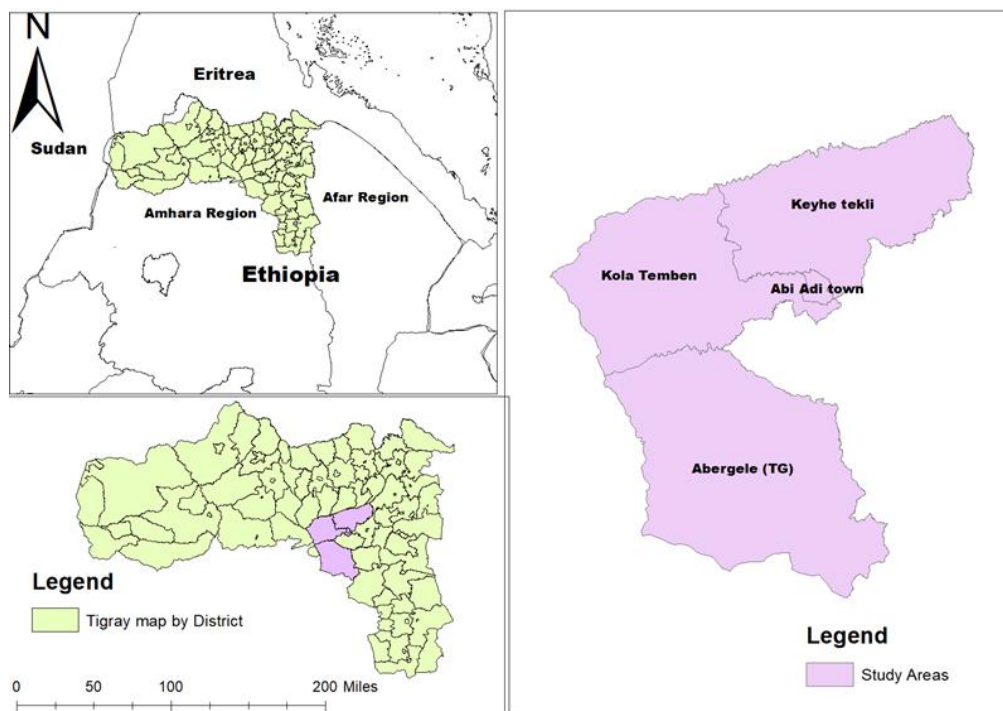 N
Eritrea
Sudan
Afar Region
Amhara Region
Ethiopia
Legend
Tigray map by District
0 50 100 200 Miles
Keyhe tekli
Kola Temben
Abi Adi town
Abergele (TG)
Legend
Study Areas